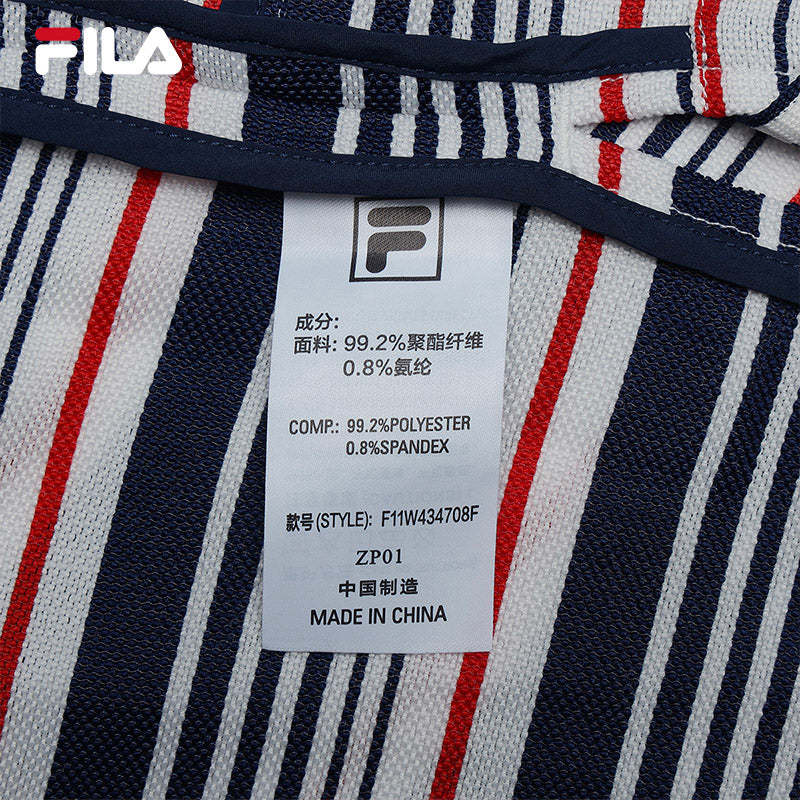 FILA
F
成分:
面料: 99.2%聚酯纤维
0.8%氨纶
COMP.: 99.2%POLYESTER
0.8%SPANDEX
款号(STYLE): F11W434708F
ZP01
中国制造
MADE IN CHINA